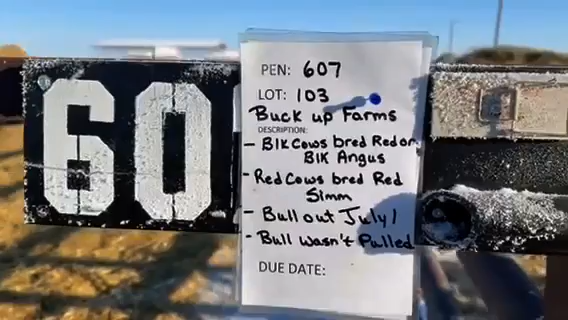 60
PEN: 607
LOT: 103
Buck up Farms
DESCRIPTION:
- Blk Cows bred Red or
Blk Angus
- Red Cows bred Red
Simm
- Bull out July 1
- Bull wasn't Pulled
DUE DATE: